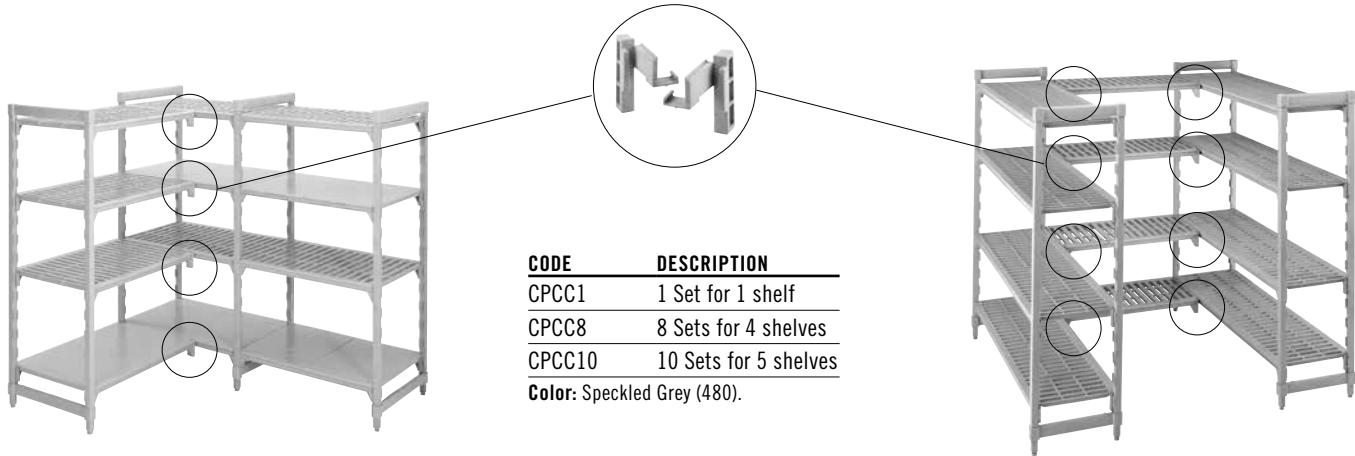 CODE DESCRIPTION
CPCC1 1 Set for 1 shelf
CPCC8 8 Sets for 4 shelves
CPCC10 10 Sets for 5 shelves
Color: Speckled Grey (480).